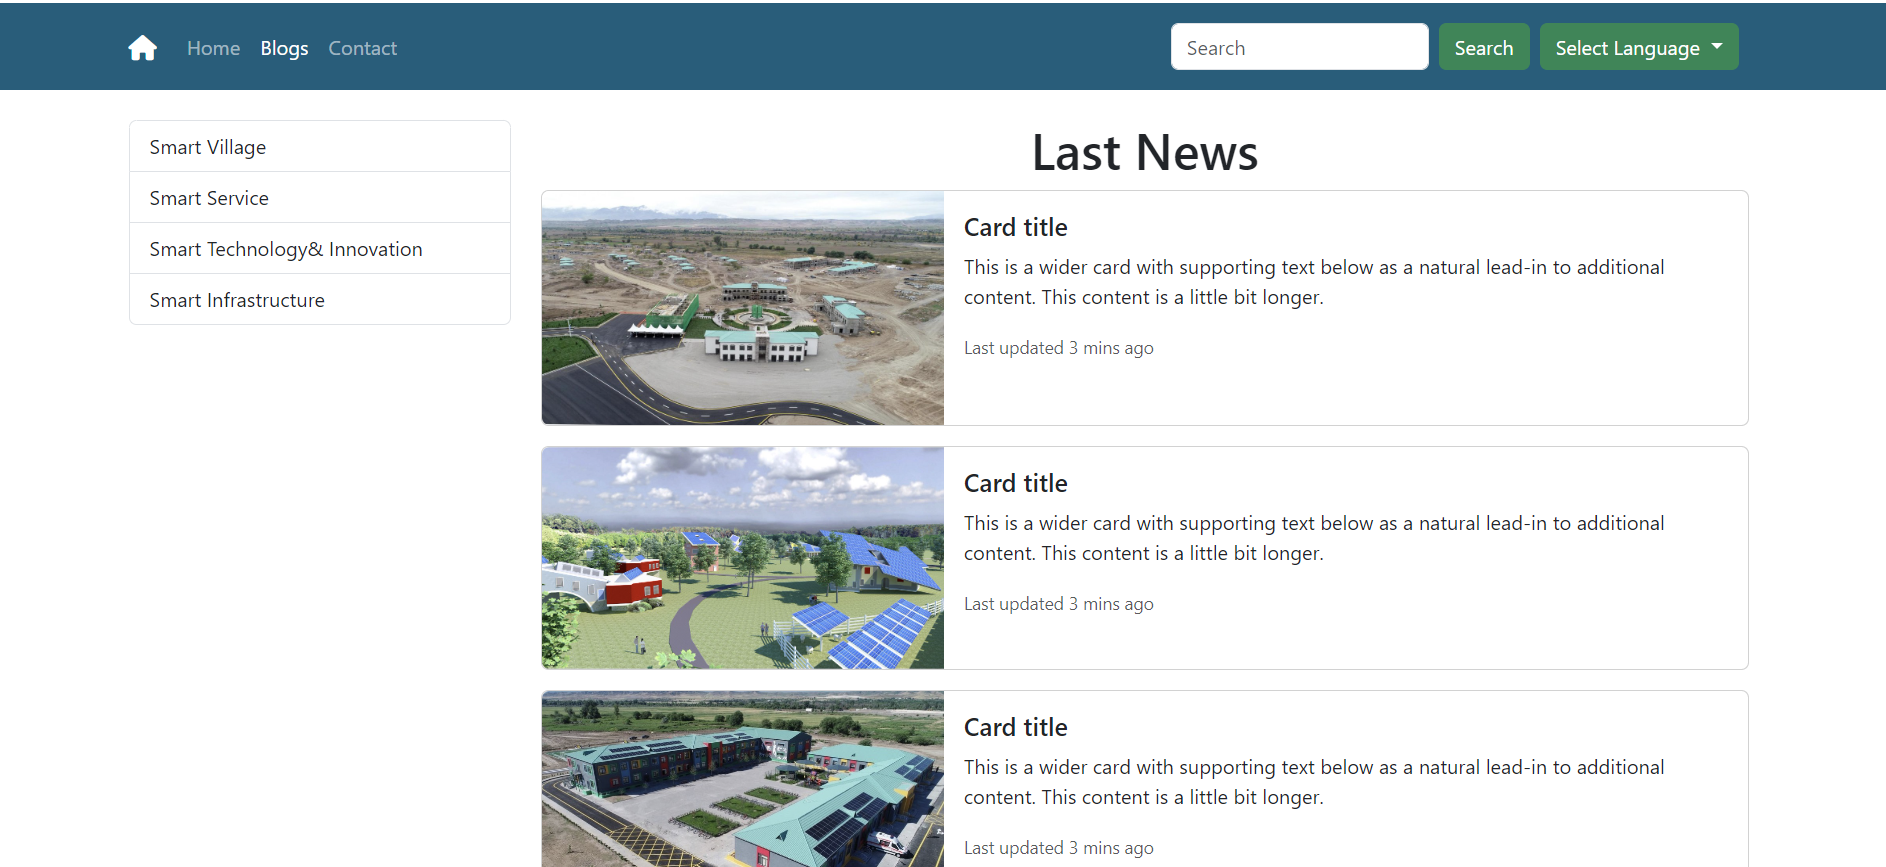 Home Blogs Contact Search Search Select Language
Smart Village
Smart Service
Smart Technology& Innovation
Smart Infrastructure
Last News
Card title
This is a wider card with supporting text below as a natural lead-in to additional
content. This content is a little bit longer.
Last updated 3 mins ago
Card title
This is a wider card with supporting text below as a natural lead-in to additional
content. This content is a little bit longer.
Last updated 3 mins ago
Card title
This is a wider card with supporting text below as a natural lead-in to additional
content. This content is a little bit longer.
Last updated 3 mins ago